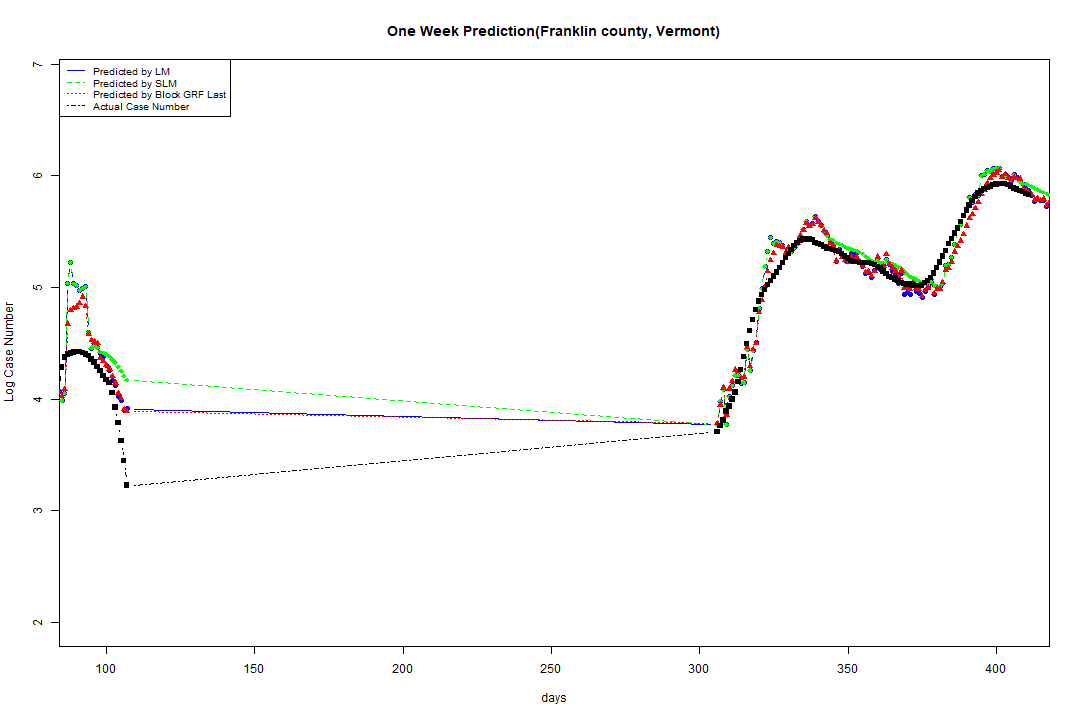 One Week Prediction(Franklin county, Vermont)
7
Predicted by LM
Predicted by SLM
Predicted by Block GRF Last
Actual Case Number
6
5
4
3
2
Log Case Number
100 150 200 250 300 350 400
days